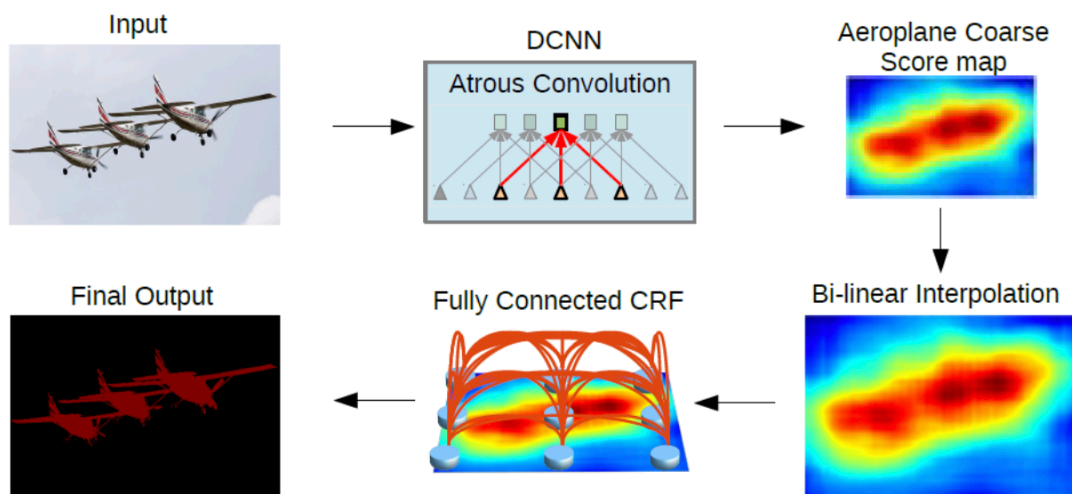 Input
DCNN
Atrous Convolution
Aeroplane Coarse
Score map
Final Output
Fully Connected CRF
Bi-linear Interpolation